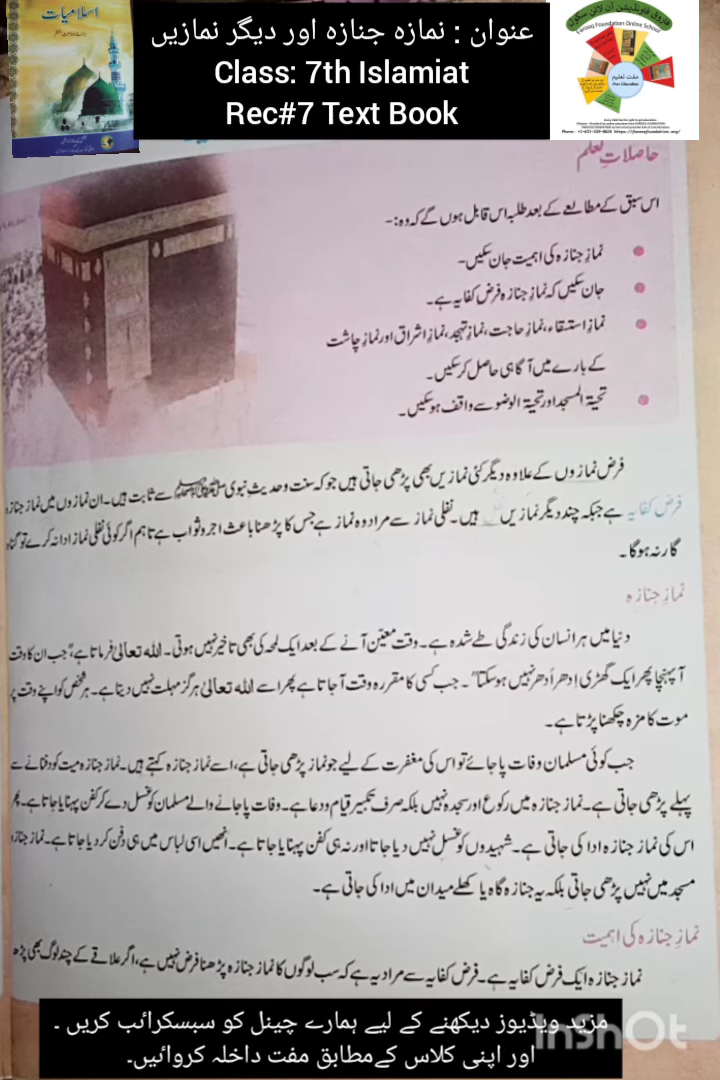 اسلامیات
عنوان : نمازہ جنازہ اور دیگر نمازیں
Class: 7th Islamiat
Rec#7 Text Book
فاروق فاونڈیشن آن لائن سکول
Farooq Foundation Online School
مفت تعلیم
Free Education
حاصلاتِ تعلم
اس سبق کے مطالعے کے بعد طلبہ اس قابل ہوں گے کہ وہ:-
نمازِ جنازہ کی اہمیت جان سکیں۔
جان سکیں کہ نمازِ جنازہ فرض کفایہ ہے۔
نمازِ استسقاء، نمازِ حاجت، نمازِ تہجد، نمازِ اشراق اور نمازِ چاشت
کے بارے میں آگاہی حاصل کر سکیں۔
تحیۃ المسجد اور تحیۃ الوضو سے واقف ہو سکیں۔
فرض نمازوں کے علاوہ دیگر کئی نمازیں بھی پڑھی جاتی ہیں جو کہ سنت و حدیثِ نبوی ﷺ سے ثابت ہیں۔ ان نمازوں میں نماز جنازہ
فرض کفایہ ہے جبکہ چند دیگر نمازیں ہیں۔ نفلی نماز سے مراد وہ نماز ہے جس کا پڑھنا باعث اجر و ثواب ہے تاہم اگر کوئی نفلی نماز ادا نہ کرے تو گناہ
گار نہ ہوگا۔
نمازِ جنازہ
دنیا میں ہر انسان کی زندگی طے شدہ ہے۔ وقت معیّن آنے کے بعد ایک لمحہ کی بھی تاخیر نہیں ہوتی۔ اللہ تعالیٰ فرماتا ہے، "جب ان کا وقت
آ پہنچا پھر ایک گھڑی اِدھر اُدھر نہیں ہو سکتا"۔ جب کسی کا مقررہ وقت آ جاتا ہے پھر اسے اللہ تعالیٰ ہرگز مہلت نہیں دیتا ہے۔ ہر شخص کو اپنے وقت پر
موت کا مزہ چکھنا پڑتا ہے۔
جب کوئی مسلمان وفات پا جائے تو اس کی مغفرت کے لیے جو نماز پڑھی جاتی ہے، اسے نماز جنازہ کہتے ہیں۔ نماز جنازہ میت کو دفنانے سے
پہلے پڑھی جاتی ہے۔ نماز جنازہ میں رکوع اور سجدہ نہیں بلکہ صرف تکبیر قیام و دعا ہے۔ وفات پا جانے والے مسلمان کو غسل دے کر کفن پہنایا جاتا ہے۔ پھر
اس کی نماز جنازہ ادا کی جاتی ہے۔ شہیدوں کو غسل نہیں دیا جاتا اور نہ ہی کفن پہنایا جاتا ہے۔ انھیں اسی لباس میں ہی دفن کر دیا جاتا ہے۔ نماز جنازہ
مسجد میں نہیں پڑھی جاتی بلکہ یہ جنازہ گاہ یا کھلے میدان میں ادا کی جاتی ہے۔
نمازِ جنازہ کی اہمیت
نماز جنازہ ایک فرض کفایہ ہے۔ فرض کفایہ سے مراد یہ ہے کہ سب لوگوں کا نماز جنازہ پڑھنا فرض نہیں ہے، اگر علاقے کے چند لوگ بھی پڑھ
مزید ویڈیوز دیکھنے کے لیے ہمارے چینل کو سبسکرائب کریں ۔
اور اپنی کلاس کے مطابق مفت داخلہ کروائیں۔
InShOt